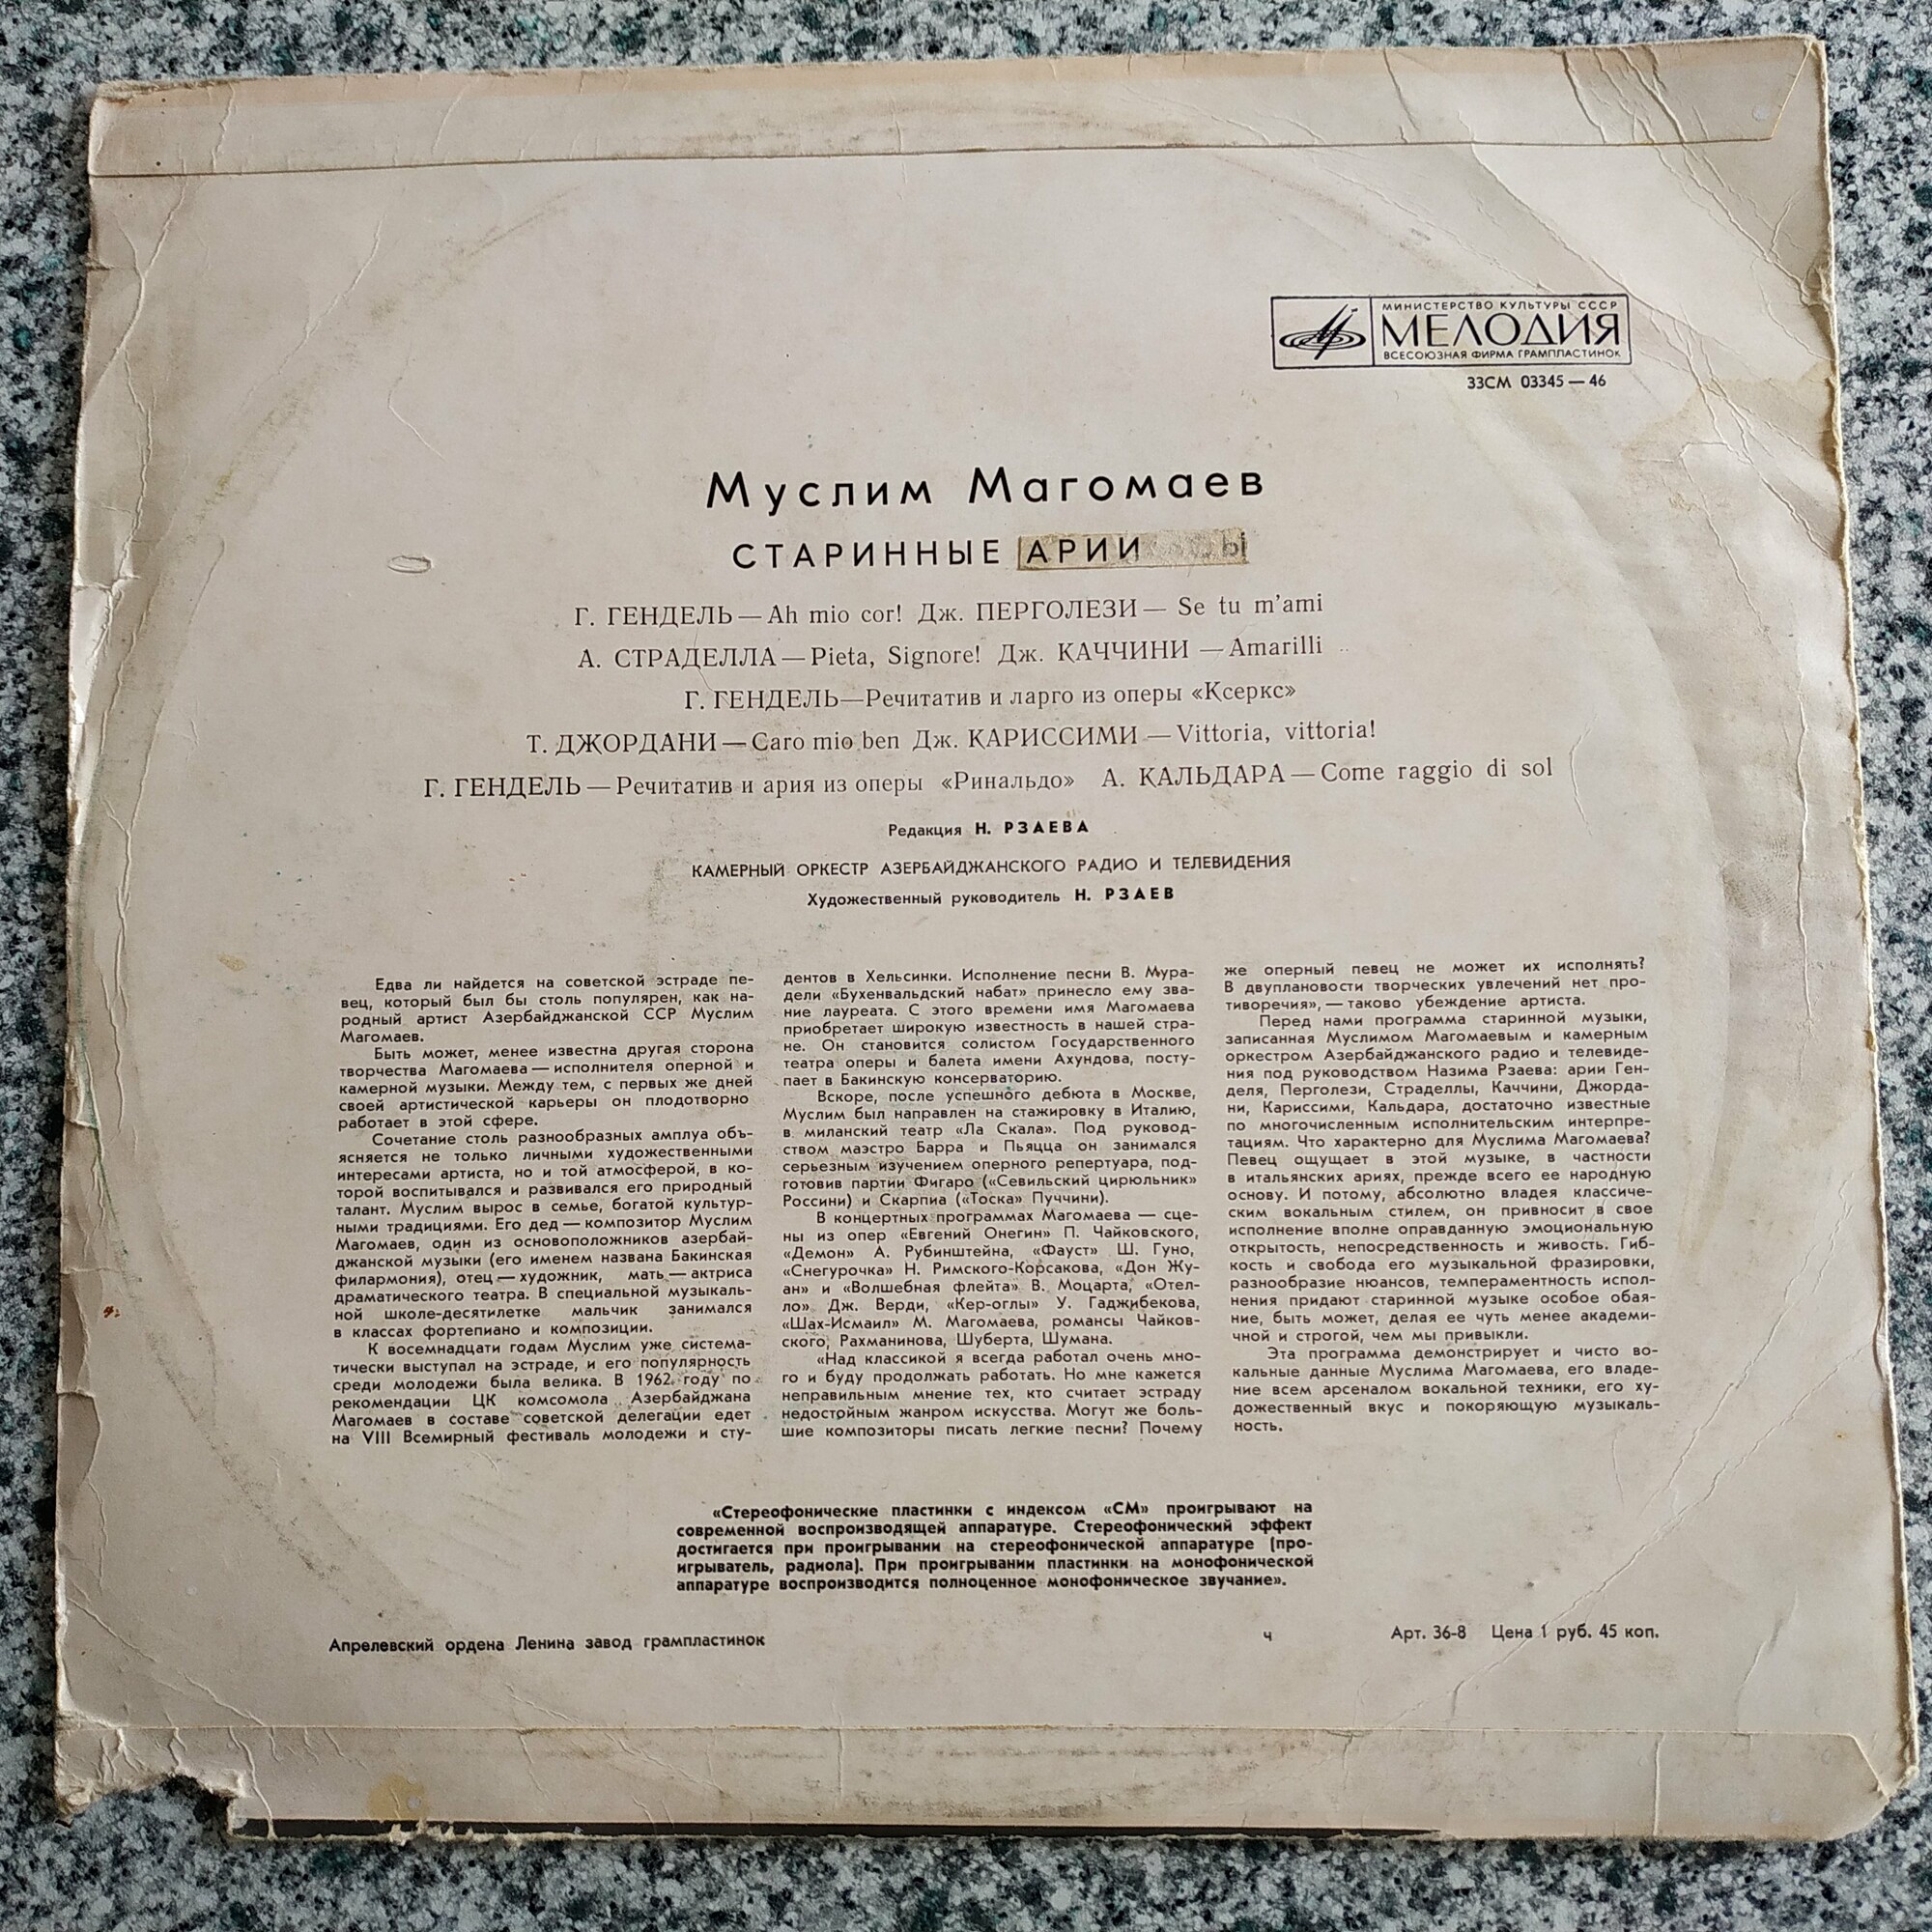 МИНИСТЕРСТВО КУЛЬТУРЫ СССР
МЕЛОДИЯ
ВСЕСОЮЗНАЯ ФИРМА ГРАМПЛАСТИНОК
33СМ 03345—46
Муслим Магомаев
СТАРИННЫЕ АРИИ
Г. ГЕНДЕЛЬ — Ah mio cor! Дж. ПЕРГОЛЕЗИ — Se tu m'ami
А. СТРАДЕЛЛА — Pieta, Signore! Дж. КАЧЧИНИ — Amarilli
Г. ГЕНДЕЛЬ—Речитатив и ларго из оперы «Ксеркс»
Т. ДЖОРДАНИ — Caro mio ben Дж. КАРИССИМИ — Vittoria, vittoria!
Г. ГЕНДЕЛЬ — Речитатив и ария из оперы «Ринальдо» А. КАЛЬДАРА — Come raggio di sol
Редакция Н. РЗАЕВА
КАМЕРНЫЙ ОРКЕСТР АЗЕРБАЙДЖАНСКОГО РАДИО И ТЕЛЕВИДЕНИЯ
Художественный руководитель Н. РЗАЕВ
Едва ли найдется на советской эстраде пе-
вец, который был бы столь популярен, как на-
родный артист Азербайджанской ССР Муслим
Магомаев.
Быть может, менее известна другая сторона
творчества Магомаева — исполнителя оперной и
камерной музыки. Между тем, с первых же дней
своей артистической карьеры он плодотворно
работает в этой сфере.
Сочетание столь разнообразных амплуа объ-
ясняется не только личными художественными
интересами артиста, но и той атмосферой, в ко-
торой воспитывался и развивался его природный
талант. Муслим вырос в семье, богатой культур-
ными традициями. Его дед — композитор Муслим
Магомаев, один из основоположников азербай-
джанской музыки (его именем названа Бакинская
филармония), отец — художник, мать — актриса
драматического театра. В специальной музыкаль-
ной школе-десятилетке мальчик занимался
в классах фортепиано и композиции.
К восемнадцати годам Муслим уже система-
тически выступал на эстраде, и его популярность
среди молодежи была велика. В 1962 году по
рекомендации ЦК комсомола Азербайджана
Магомаев в составе советской делегации едет
на VIII Всемирный фестиваль молодежи и сту-
дентов в Хельсинки. Исполнение песни В. Мура-
дели «Бухенвальдский набат» принесло ему зва-
ние лауреата. С этого времени имя Магомаева
приобретает широкую известность в нашей стра-
не. Он становится солистом Государственного
театра оперы и балета имени Ахундова, посту-
пает в Бакинскую консерваторию.
Вскоре, после успешного дебюта в Москве,
Муслим был направлен на стажировку в Италию,
в миланский театр «Ла Скала». Под руковод-
ством маэстро Барра и Пьяцца он занимался
серьезным изучением оперного репертуара, под-
готовив партии Фигаро («Севильский цирюльник»
Россини) и Скарпиа («Тоска» Пуччини).
В концертных программах Магомаева — сце-
ны из опер «Евгений Онегин» П. Чайковского,
«Демон» А. Рубинштейна, «Фауст» Ш. Гуно,
«Снегурочка» Н. Римского-Корсакова, «Дон Жу-
ан» и «Волшебная флейта» В. Моцарта, «Отел-
ло» Дж. Верди, «Кер-оглы» У. Гаджибекова,
«Шах-Исмаил» М. Магомаева, романсы Чайков-
ского, Рахманинова, Шуберта, Шумана.
«Над классикой я всегда работал очень мно-
го и буду продолжать работать. Но мне кажется
неправильным мнение тех, кто считает эстраду
недостойным жанром искусства. Могут же боль-
шие композиторы писать легкие песни? Почему
же оперный певец не может их исполнять?
В двуплановости творческих увлечений нет про-
тиворечия», — таково убеждение артиста.
Перед нами программа старинной музыки,
записанная Муслимом Магомаевым и камерным
оркестром Азербайджанского радио и телевиде-
ния под руководством Назима Рзаева: арии Ген-
деля, Перголези, Страделлы, Каччини, Джорда-
ни, Кариссими, Кальдара, достаточно известные
по многочисленным исполнительским интерпре-
тациям. Что характерно для Муслима Магомаева?
Певец ощущает в этой музыке, в частности
в итальянских ариях, прежде всего ее народную
основу. И потому, абсолютно владея классиче-
ским вокальным стилем, он привносит в свое
исполнение вполне оправданную эмоциональную
открытость, непосредственность и живость. Гиб-
кость и свобода его музыкальной фразировки,
разнообразие нюансов, темпераментность испол-
нения придают старинной музыке особое обая-
ние, быть может, делая ее чуть менее академи-
чной и строгой, чем мы привыкли.
Эта программа демонстрирует и чисто во-
кальные данные Муслима Магомаева, его владе-
ние всем арсеналом вокальной техники, его ху-
дожественный вкус и покоряющую музыкаль-
ность.
«Стереофонические пластинки с индексом «СМ» проигрывают на
современной воспроизводящей аппаратуре. Стереофонический эффект
достигается при проигрывании на стереофонической аппаратуре (про-
игрыватель, радиола). При проигрывании пластинки на монофонической
аппаратуре воспроизводится полноценное монофоническое звучание».
Апрелевский ордена Ленина завод грампластинок
ч
Арт. 36-8 Цена 1 руб. 45 коп.